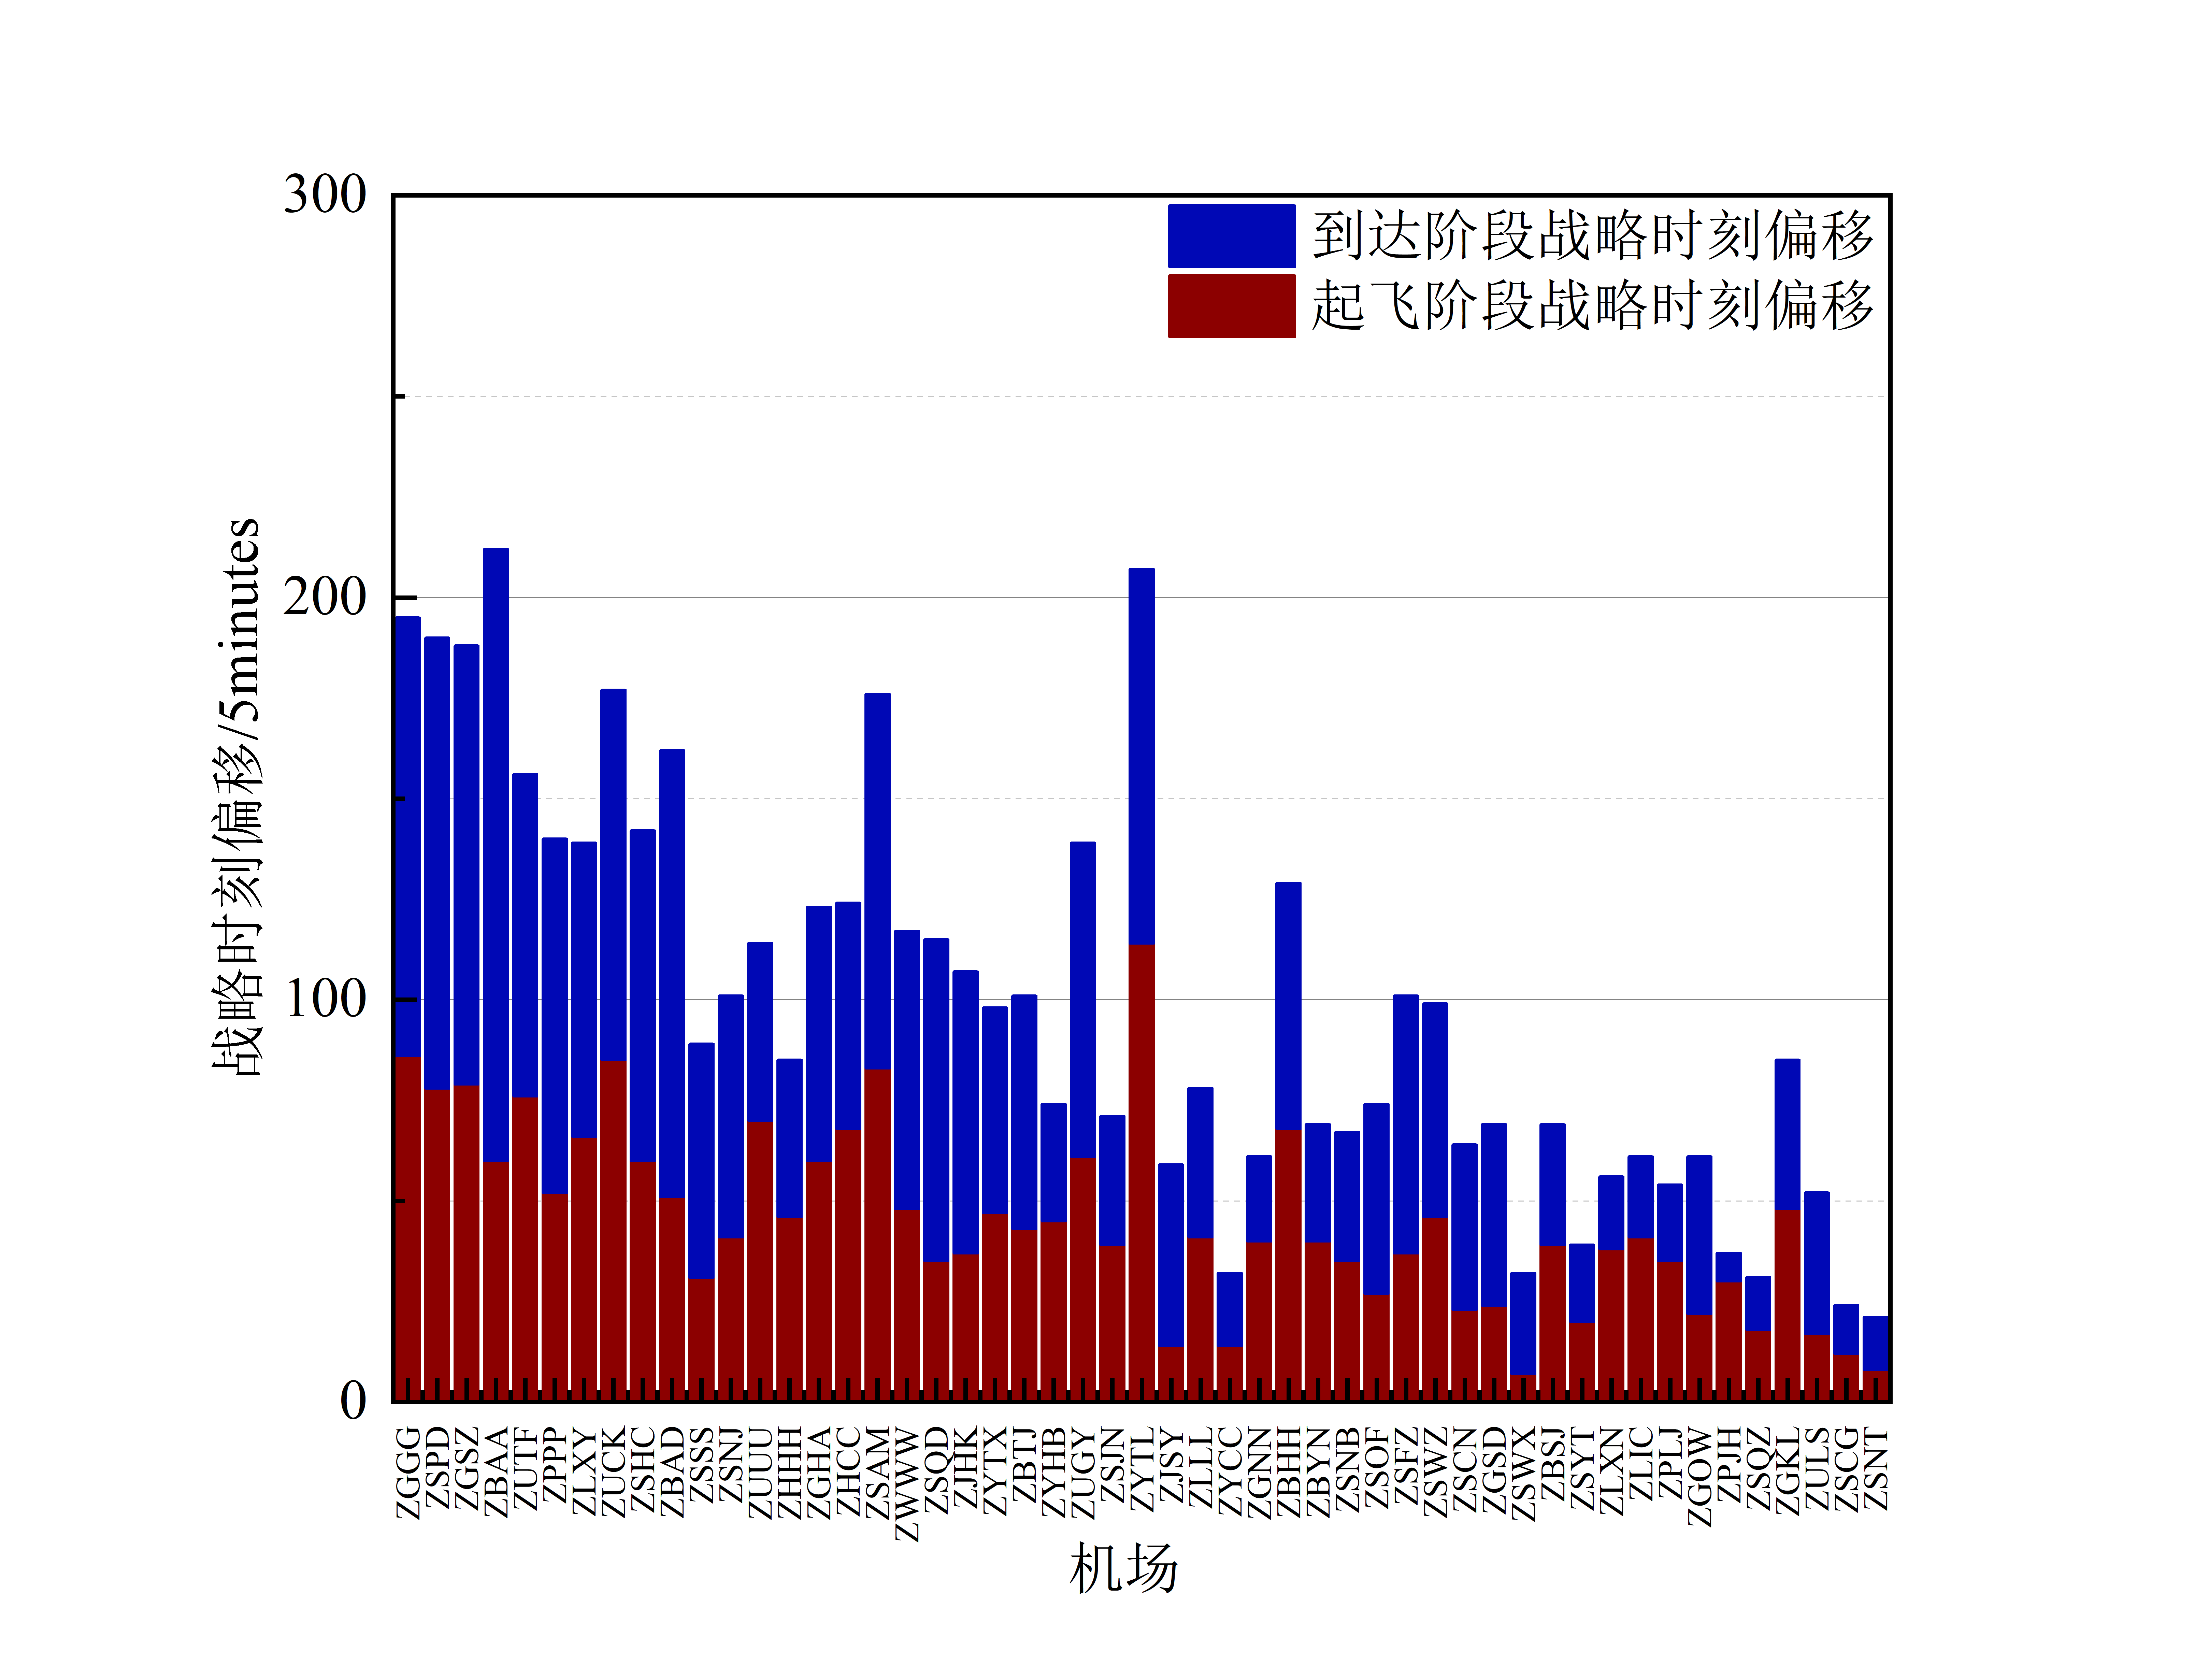 300
到达阶段战略时刻偏移
起飞阶段战略时刻偏移
200
100
0
战略时刻偏移/5minutes
ZGGG
ZSPD
ZGSZ
ZBAA
ZUTF
ZPPP
ZLXY
ZUCK
ZSHC
ZBAD
ZSSS
ZSNJ
ZUUU
ZHHH
ZGHA
ZHCC
ZSAM
ZWWW
ZSQD
ZJHK
ZYTX
ZBTJ
ZYHB
ZUGY
ZSJN
ZYTL
ZJSY
ZLLL
ZYCC
ZGNN
ZBHH
ZBYN
ZSNB
ZSOF
ZSFZ
ZSWZ
ZSCN
ZGSD
ZSWX
ZBSJ
ZSYT
ZLXN
ZLIC
ZPLJ
ZGOW
ZPJH
ZSQZ
ZGKL
ZULS
ZSCG
ZSNT
机场